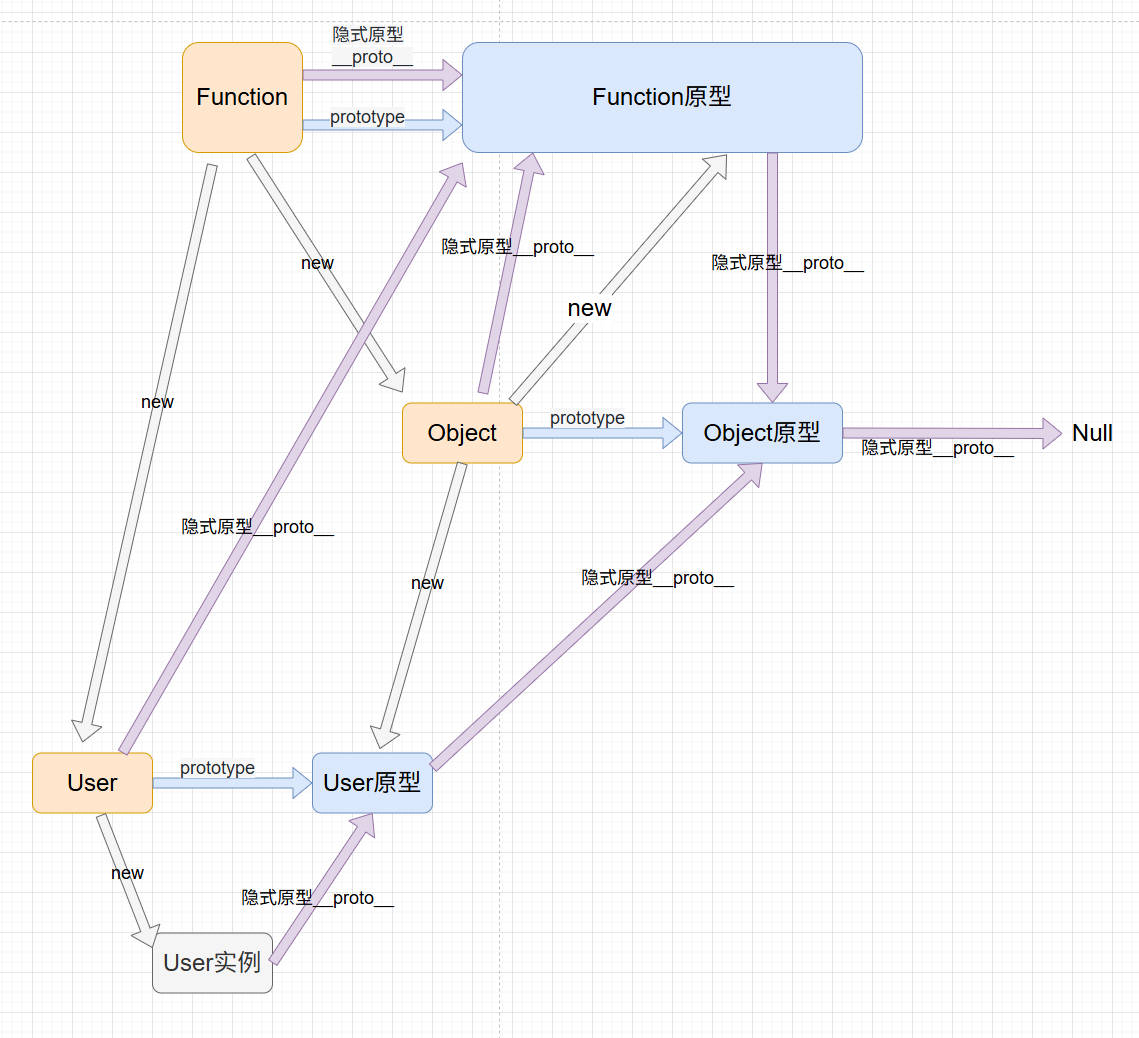 隐式原型
__proto__
Function
Function原型
prototype
隐式原型__proto__
new
隐式原型__proto__
new
new
prototype
Object
Object原型
Null
隐式原型__proto__
隐式原型__proto__
new
隐式原型__proto__
prototype
User
User原型
new
隐式原型__proto__
User实例